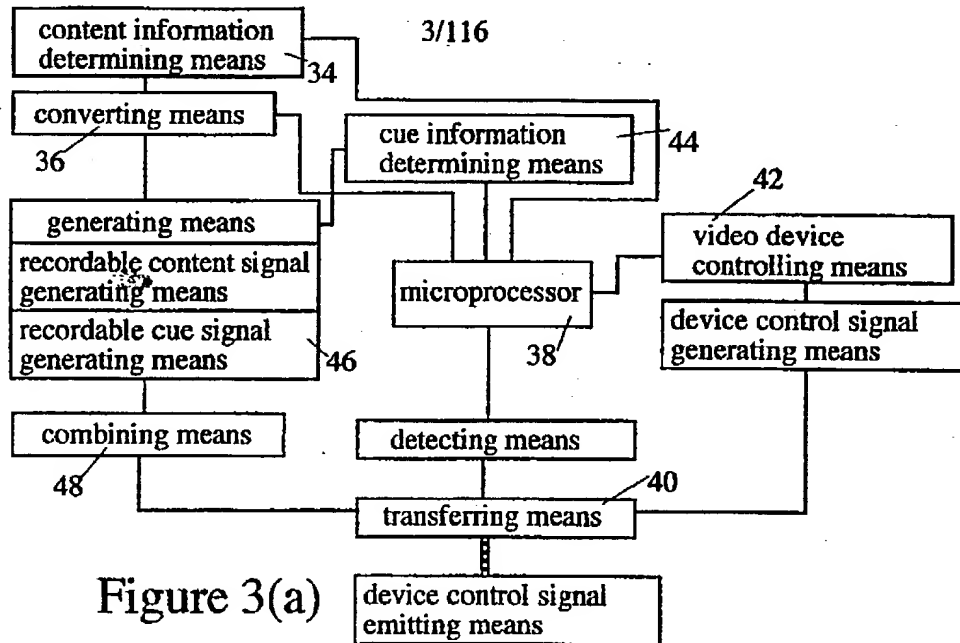 3/116
content information
determining means
34
converting means
36
cue information
determining means
44
42
generating means
recordable content signal
generating means
recordable cue signal
generating means
46
microprocessor
38
video device
controlling means
device control signal
generating means
combining means
48
detecting means
40
transferring means
Figure 3(a)
device control signal
emitting means